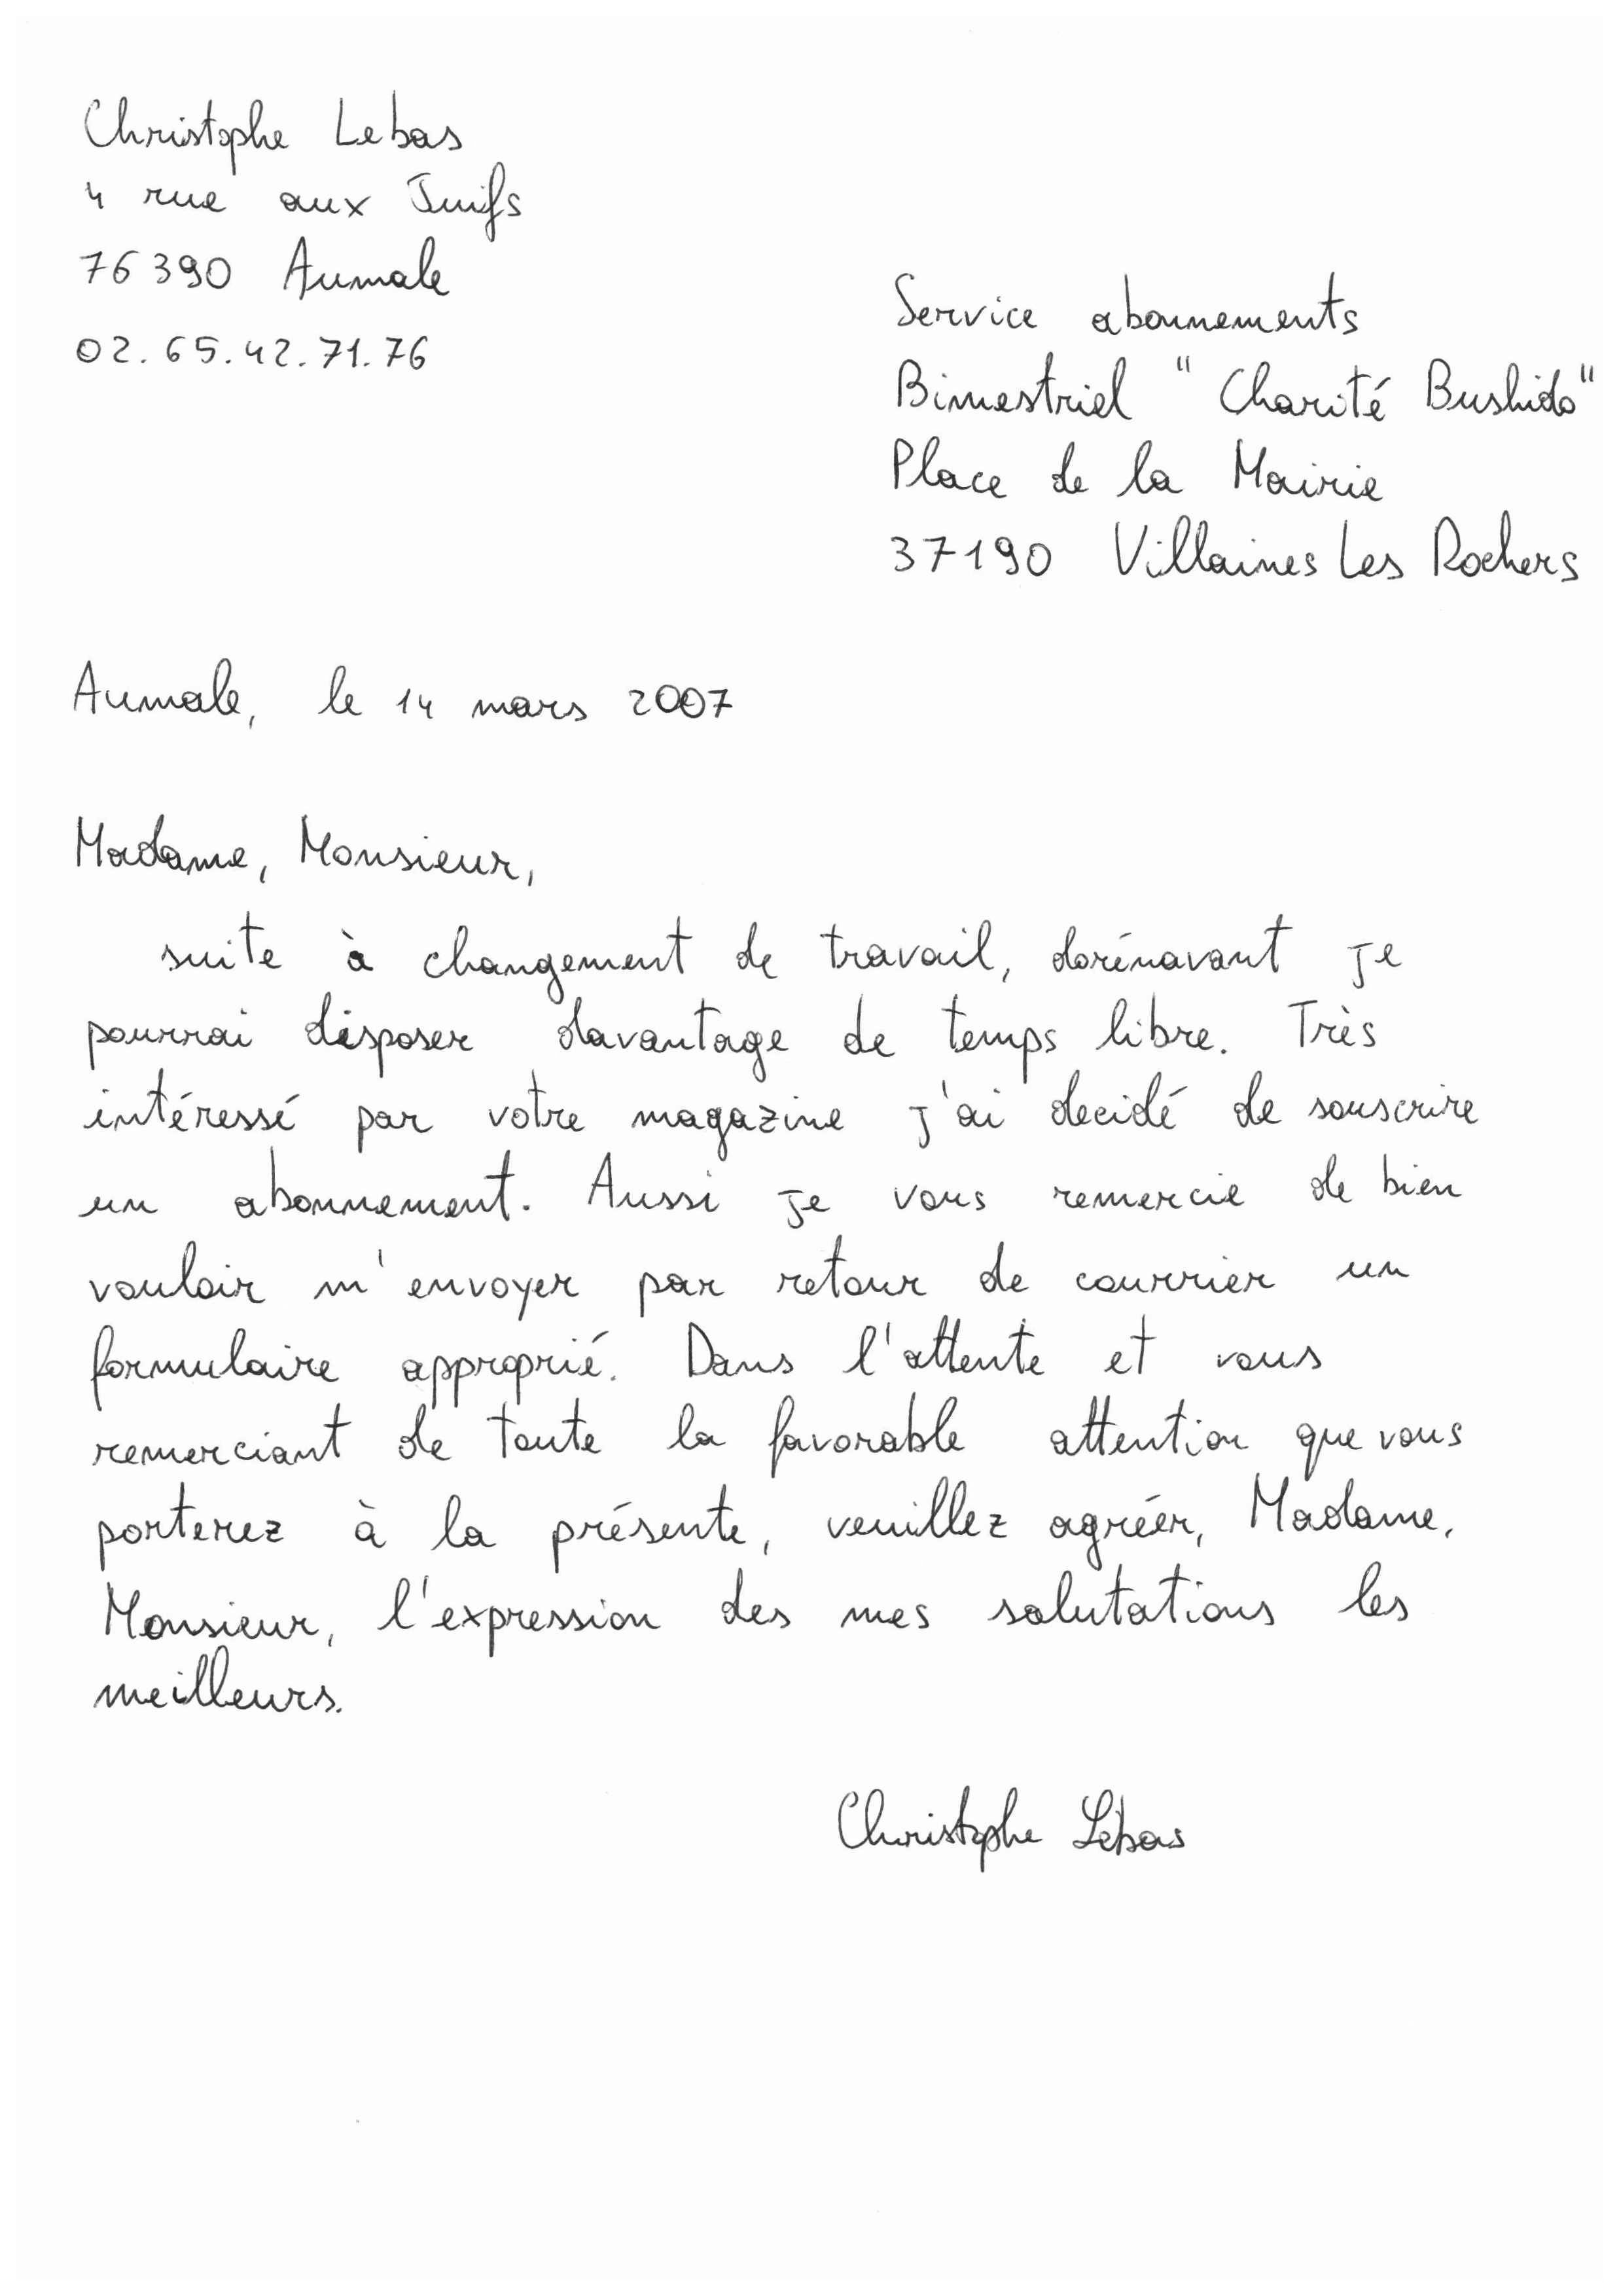 Christophe Lebas
4 rue aux Juifs
76390 Aumale
02.65.42.71.76
Service abonnements
Bimestriel "Charité Bushido"
Place de la Mairie
37190 Villaines Les Rochers
Aumale, le 14 mars 2007
Madame, Monsieur,
suite à changement de travail, dorénavant je
pourrai disposer davantage de temps libre. Très
intéressé par votre magazine j'ai decidé de souscrire
un abonnement. Aussi je vous remercie de bien
vouloir m'envoyer par retour de courrier un
formulaire approprié. Dans l'attente et vous
remerciant de toute la favorable attention que vous
porterez à la présente, veuillez agréer, Madame,
Monsieur, l'expression des mes salutations les
meilleurs.
Christophe Lebas